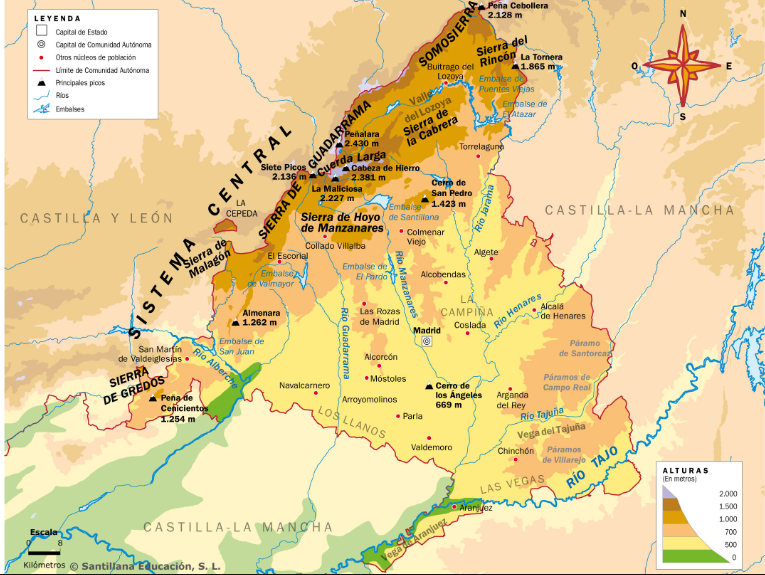 LEYENDA
Capital de Estado
Capital de Comunidad Autónoma
Otros núcleos de población
Límite de Comunidad Autónoma
Principales picos
Ríos
Embalses
Peña Cebollera
2.128 m
N
O
E
S
SOMOSIERRA
Sierra del
Rincón
La Tornera
1.865 m
Buitrago del
Lozoya
Embalse de
Puentes Viejas
Embalse de
El Atazar
Valle
del Lozoya
Sierra de
la Cabrera
SISTEMA CENTRAL
SIERRA DE GUADARRAMA
Peñalara
2.430 m
Torrelaguna
Cuerda Larga
Siete Picos
2.136 m
Cabeza de Hierro
2.381 m
La Maliciosa
2.227 m
Cerro de
San Pedro
1.423 m
Río Jarama
LA
CEPEDA
CASTILLA Y LEÓN
CASTILLA-LA MANCHA
Sierra de Hoyo
de Manzanares
Embalse
de Santillana
Colmenar
Viejo
Collado Villalba
Sierra de
Malagón
El Escorial
Algete
Embalse
de Valmayor
Embalse de
El Pardo
Río Manzanares
Alcobendas
LA
CAMPIÑA
Río Henares
Alcalá
de Henares
Almenara
1.262 m
Las Rozas
de Madrid
Río Guadarrama
Madrid
Coslada
Embalse de
San Juan
San Martín
de Valdeiglesias
Río Alberche
Páramo
de Santorcaz
Alcorcón
Móstoles
SIERRA
DE GREDOS
Páramos de
Campo Real
Navalcarnero
Arroyomolinos
Cerro de
los Ángeles
669 m
Arganda
del Rey
Peña de
Cenicientos
1.254 m
LOS LLANOS
Parla
Río Tajuña
Vega del Tajuña
Valdemoro
Chinchón
Páramos
de Villarejo
RÍO TAJO
LAS VEGAS
Aranjuez
Vega de Aranjuez
CASTILLA-LA MANCHA
ALTURAS
(En metros)
2.000
1.500
1.000
700
500
0
Escala
0 8
Kilómetros
© Santillana Educación, S. L.